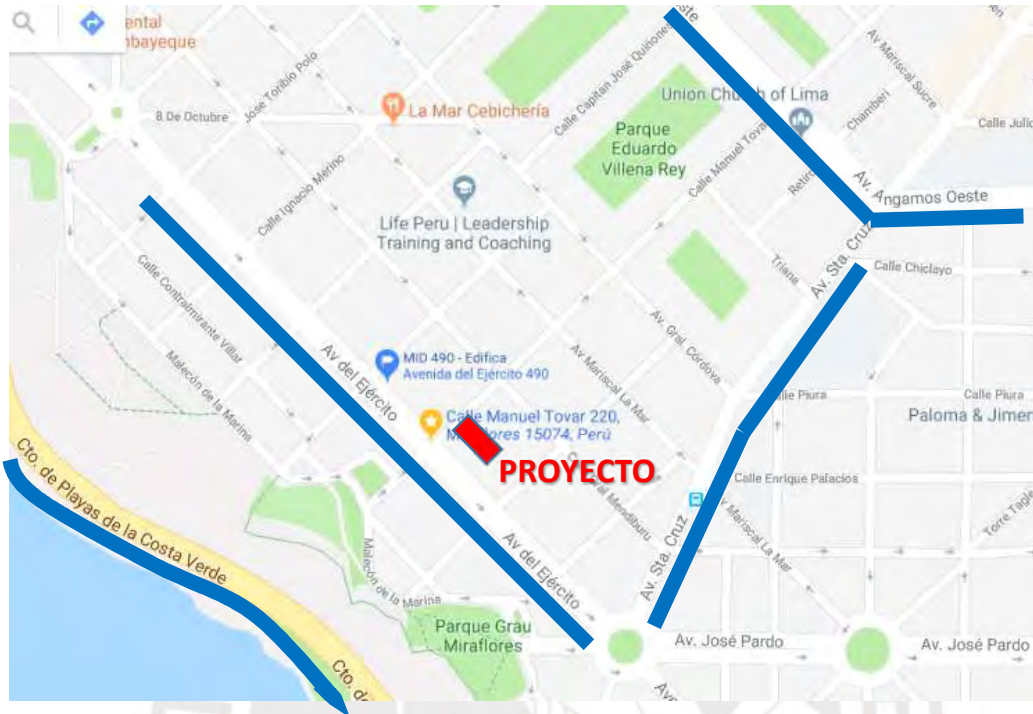 ental
bayeque
8 De Octubre
Jose Toribio Polo
La Mar Cebichería
Calle Capitan José Quiñones
Oeste
Av Mariscal Sucre
Union Church of Lima
Chamberi
Calle Julio
Parque
Eduardo
Villena Rey
Calle Manuel Tovar
Retiro
Av. Angamos Oeste
Calle Ignacio Merino
Life Peru | Leadership
Training and Coaching
Triana
Av. Sta. Cruz
Calle Chiclayo
Calle Contralmirante Villar
Malecón de la Marina
Av del Ejército
MID 490 - Edifica
Avenida del Ejército 490
Av Mariscal La Mar
Av. Gral. Córdova
Calle Piura
Calle Piura
Paloma & Jimen
Calle Manuel Tovar 220,
Miraflores 15074, Perú
PROYECTO
Mendiburu
Calle Enrique Palacios
Av Mariscal La Mar
Torre Tagle
Cto. de Playas de la Costa Verde
Av del Ejército
Av. Sta. Cruz
Malecón de la Marina
Parque Grau
Miraflores
Av. José Pardo
Av. José Pardo
Cto. de